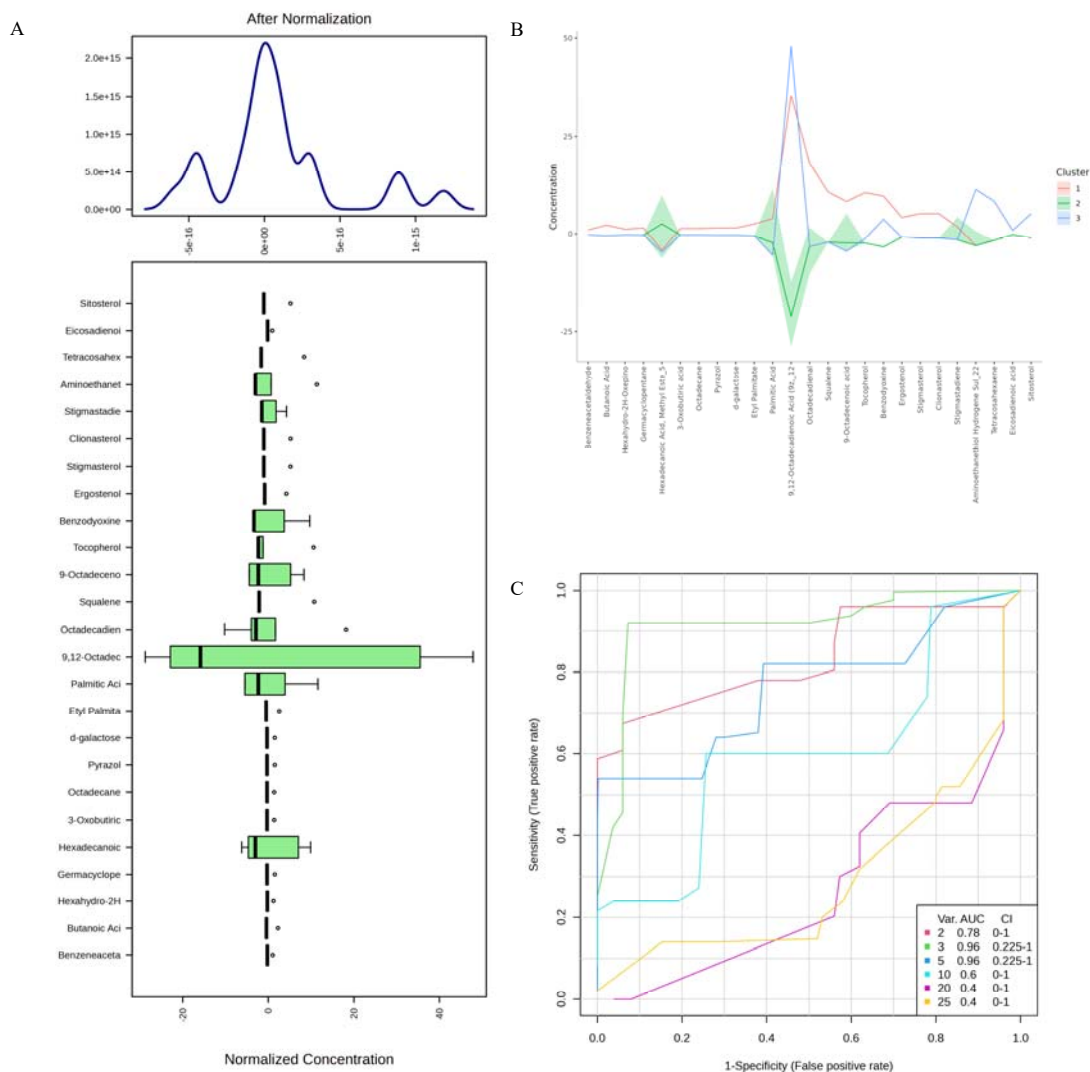 A
After Normalization
2.0e+15
1.5e+15
1.0e+15
5.0e+14
0.0e+00
-5e-16
0e+00
5e-16
1e-15
Sitosterol
Eicosadienoi
Tetracosahex
Aminoethanet
Stigmastadie
Clionasterol
Stigmasterol
Ergostenol
Benzodyoxine
Tocopherol
9-Octadeceno
Squalene
Octadecadien
9,12-Octadec
Palmitic Aci
Etyl Palmita
d-galactose
Pyrazol
Octadecane
3-Oxobutiric
Hexadecanoic
Germacyclope
Hexahydro-2H
Butanoic Aci
Benzeneaceta
-20
0
20
40
Normalized Concentration
B
50
25
0
-25
Concentration
Cluster
1
2
3
Benzeneacetaldehyde
Butanoic Acid
Hexahydro-2H-Oxepino
Germacyclopentane
Hexadecanoic Acid, Methyl Este_5
3-Oxobutiric acid
Octadecane
Pyrazol
d-galactose
Etyl Palmitate
Palmitic Acid
9,12-Octadecadienoic Acid (9z,_12
Octadecadienal
Squalene
9-Octadecenoic acid
Tocopherol
Benzodyoxine
Ergostenol
Stigmasterol
Clionasterol
Stigmastadiene
Aminoethanethiol Hydrogene Sul_22
Tetracosahexaene
Eicosadienoic acid
Sitosterol
C
1.0
0.8
0.6
0.4
0.2
0.0
Sensitivity (True positive rate)
Var. AUC CI
2 0.78 0-1
3 0.96 0.225-1
5 0.96 0.225-1
10 0.6 0-1
20 0.4 0-1
25 0.4 0-1
0.0
0.2
0.4
0.6
0.8
1.0
1-Specificity (False positive rate)